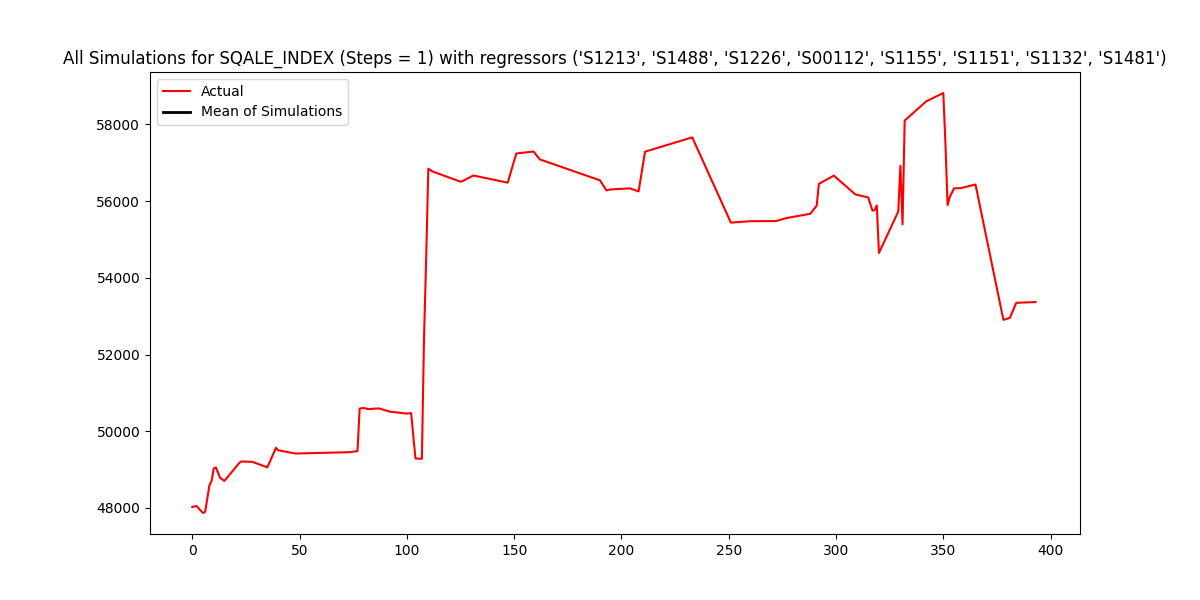 All Simulations for SQALE_INDEX (Steps = 1) with regressors ('S1213', 'S1488', 'S1226', 'S00112', 'S1155', 'S1151', 'S1132', 'S1481')
Actual
Mean of Simulations
58000
56000
54000
52000
50000
48000
0 50 100 150 200 250 300 350 400